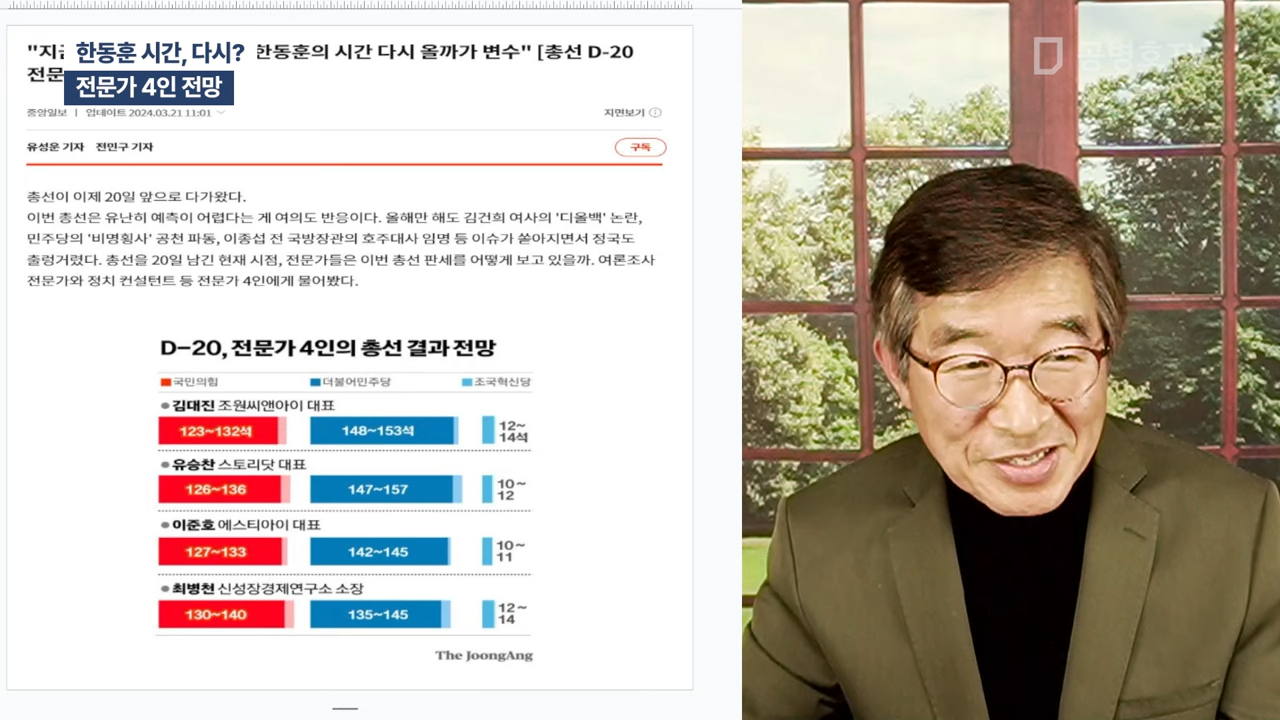 "지금
한동훈 시간, 다시?
한동훈의 시간 다시 올까가 변수" [총선 D-20
전문
전문가 4인 전망
중앙일보 | 업데이트 2024.03.21 11:01
지면보기
유성운 기자 전민구 기자
구독
총선이 이제 20일 앞으로 다가왔다.
이번 총선은 유난히 예측이 어렵다는 게 여의도 반응이다. 올해만 해도 김건희 여사의 '디올백' 논란,
민주당의 '비명횡사' 공천 파동, 이종섭 전 국방장관의 호주대사 임명 등 이슈가 쏟아지면서 정국도
출렁거렸다. 총선을 20일 남긴 현재 시점, 전문가들은 이번 총선 판세를 어떻게 보고 있을까. 여론조사
전문가와 정치 컨설턴트 등 전문가 4인에게 물어봤다.
D-20, 전문가 4인의 총선 결과 전망
국민의힘 더불어민주당 조국혁신당
김대진 조원씨앤아이 대표
123~132석 148~153석 12~14석
유승찬 스토리닷 대표
126~136 147~157 10~12
이준호 에스티아이 대표
127~133 142~145 10~11
최병천 신성장경제연구소 소장
130~140 135~145 12~14
The JoongAng
공병호TV